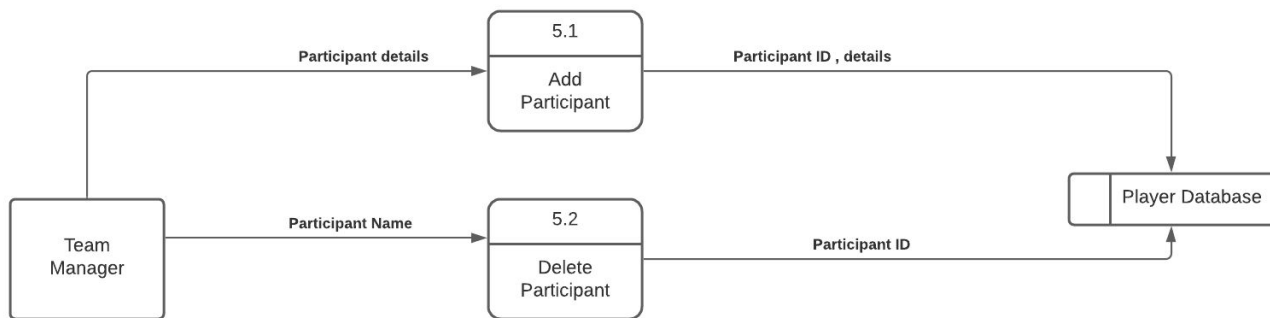 5.1
Participant details
Participant ID , details
Add
Participant
Player Database
5.2
Participant Name
Team
Manager
Participant ID
Delete
Participant